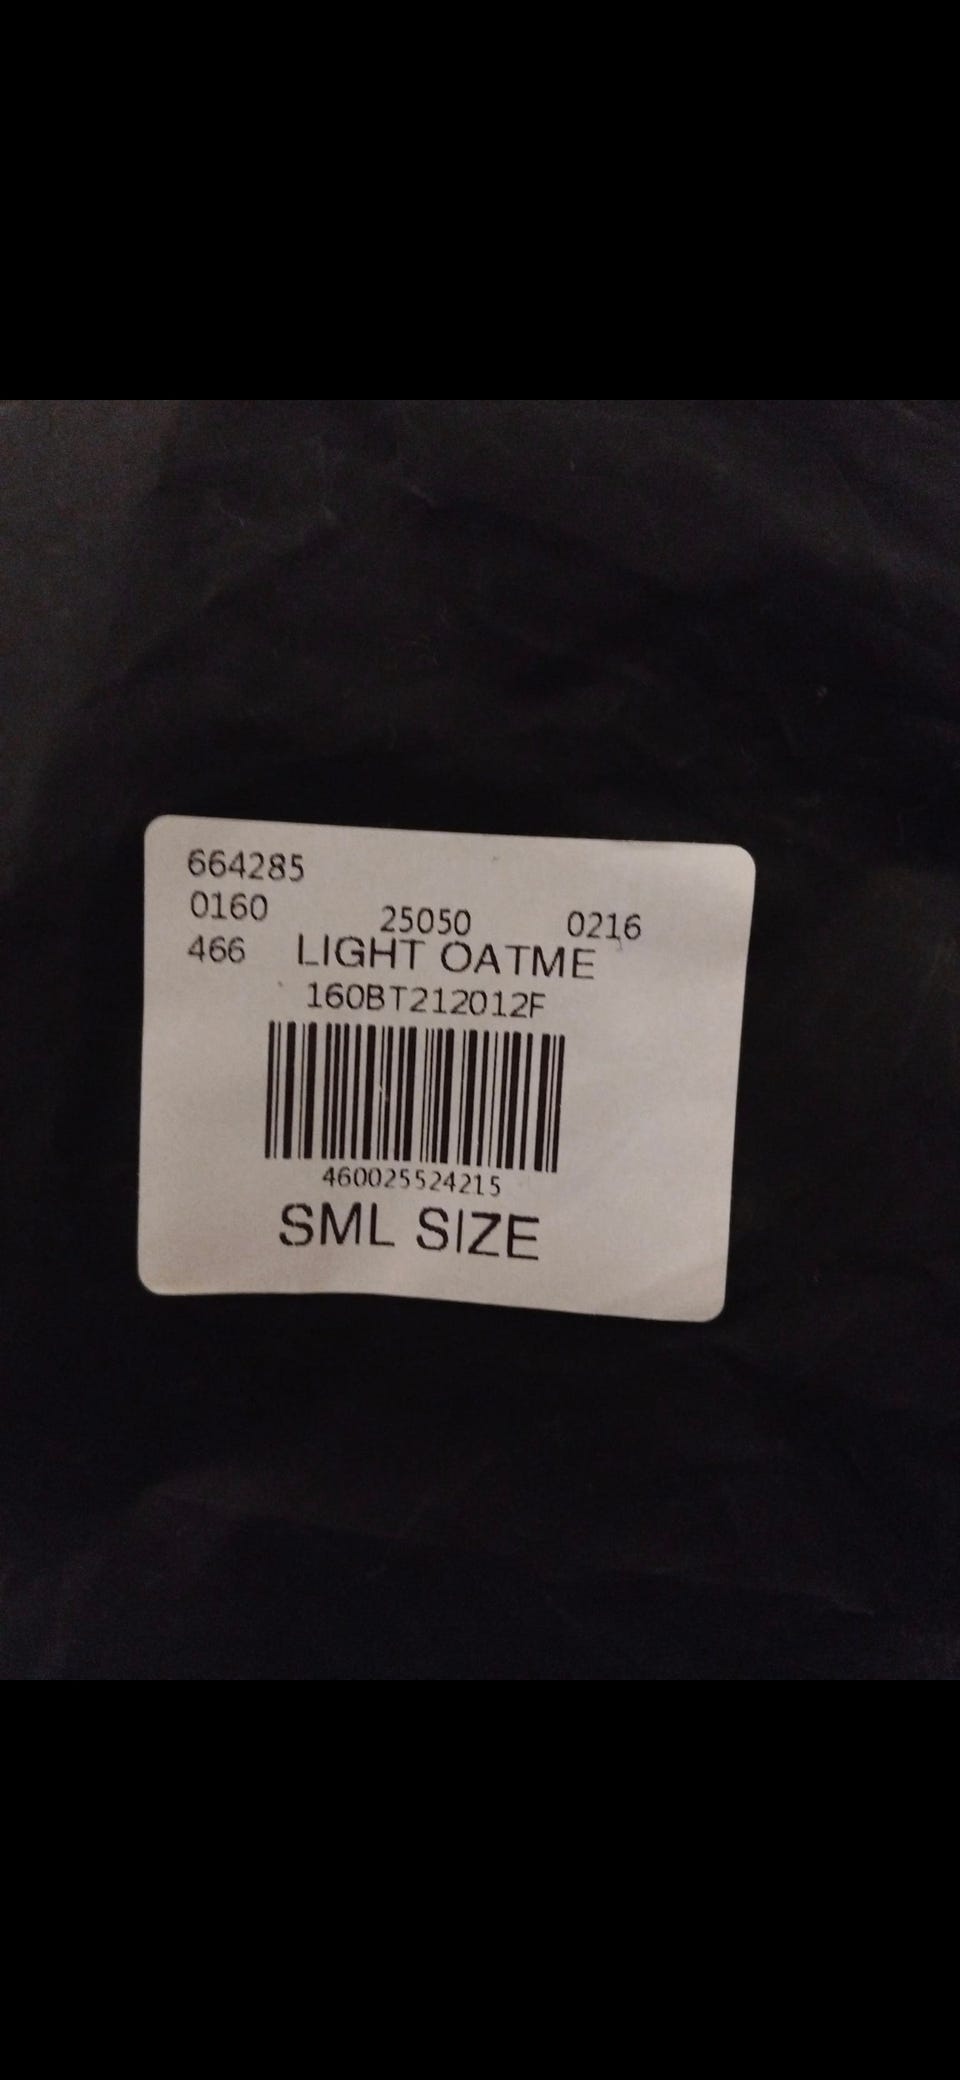 664285
0160 25050 0216
466 LIGHT OATME
160BT212012F
460025524215
SML SIZE